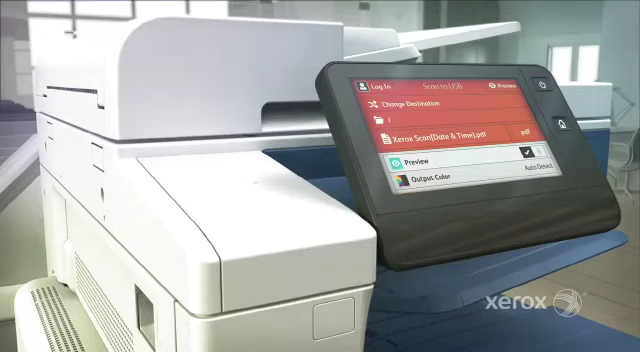 Log In
Scan to USB
Preview
Change Destination
/
Xerox Scan(Date & Time).pdf
pdf
Preview
Output Color
Auto Detect
xerox